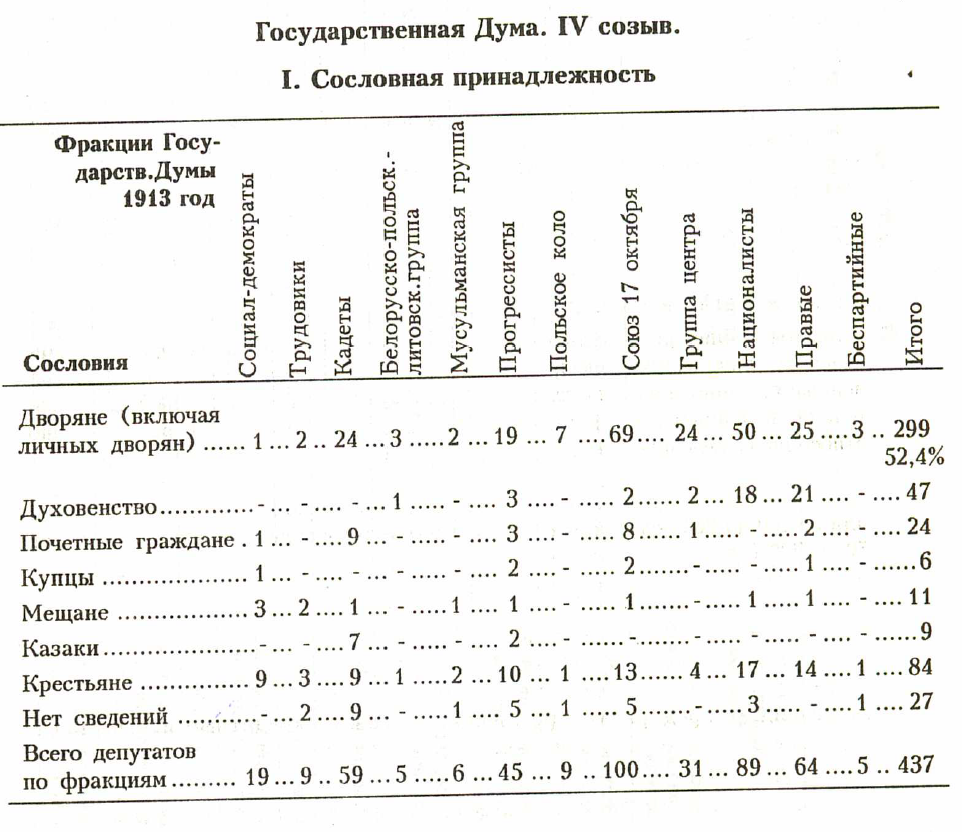 Государственная Дума. IV созыв.
I. Сословная принадлежность
Фракции Госу-
дарств.Думы
1913 год
Сословия
Социал-демократы
Трудовики
Кадеты
Белорусско-польск.-
литовск.группа
Мусульманская группа
Прогрессисты
Польское коло
Союз 17 октября
Группа центра
Националисты
Правые
Беспартийные
Итого
Дворяне (включая
личных дворян) ...... 1 ...2 .. 24 ...3 .....2 ...19 ... 7 ....69.... 24... 50 ... 25 ....3 .. 299
52,4%
Духовенство.............-... - .... - .... 1 ..... - .... 3 ....- ..... 2......2 ... 18... 21 .... - .... 47
Почетные граждане . 1 ... - ....9 ... - ..... - .... 3 ....- ..... 8......1 .... - .... 2 .... - ....24
Купцы .................. 1 ... - .... - .... - ..... - .... 2 ....- ..... 2.......- .... - .... 1 .... - ......6
Мещане ................ 3 ...2 .... 1 ... - .....1 .... 1 ....- ..... 1.......- .... 1 .... 1 .... - .... 11
Казаки...................- ... - .... 7 .... - ..... - .... 2 ....- ..... -.......- .... - .... - .... - ......9
Крестьяне .............. 9 ...3 .... 9 ...1 .....2 ... 10 ... 1 .....13...... 4 ... 17 ... 14 ....1 ....84
Нет сведений ...........- ... 2 .... 9 ... - .....1 .... 5 ... 1 ..... 5.......- .... 3 .... - ....1 .... 27
Всего депутатов
по фракциям......... 19 ...9 .. 59 ...5 .....6 ...45 ... 9 .. 100.... 31... 89 ... 64 ....5 .. 437